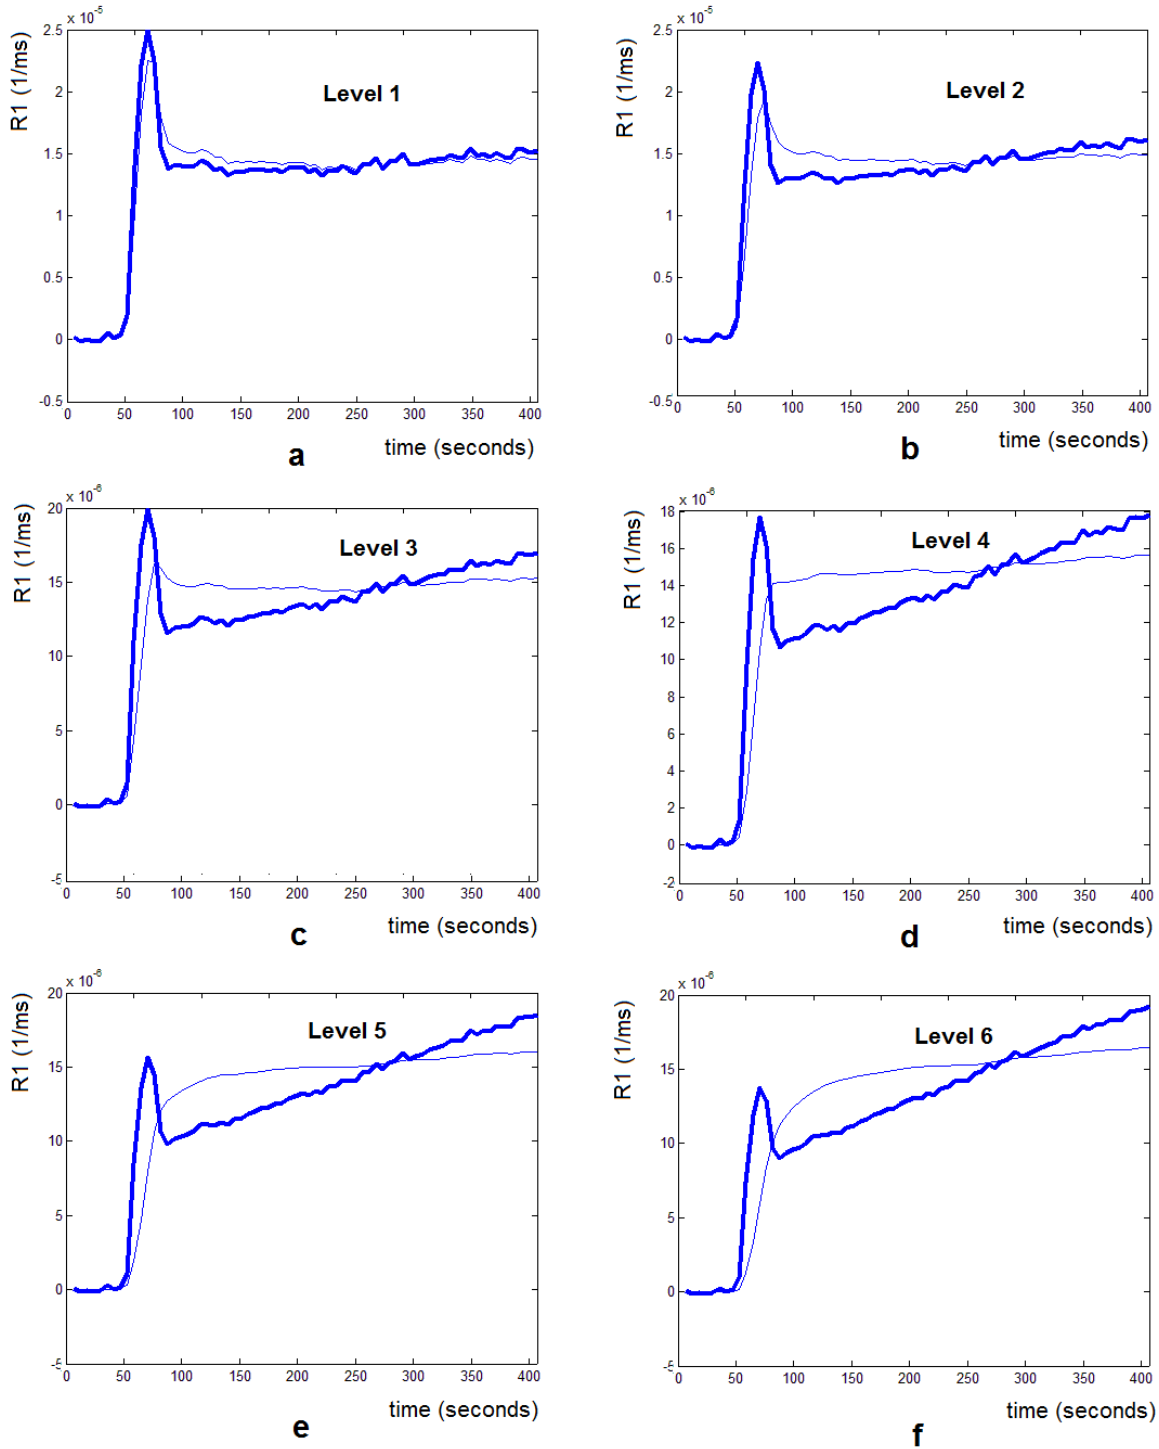 x 10^-5
2.5
2
1.5
1
0.5
0
-0.5
R1 (1/ms)
Level 1
0 50 100 150 200 250 300 350 400
time (seconds)
a
x 10^-5
2.5
2
1.5
1
0.5
0
-0.5
R1 (1/ms)
Level 2
0 50 100 150 200 250 300 350 400
time (seconds)
b
x 10^-6
20
15
10
5
0
-5
R1 (1/ms)
Level 3
0 50 100 150 200 250 300 350 400
time (seconds)
c
x 10^-6
18
16
14
12
10
8
6
4
2
0
-2
R1 (1/ms)
Level 4
0 50 100 150 200 250 300 350 400
time (seconds)
d
x 10^-6
20
15
10
5
0
-5
R1 (1/ms)
Level 5
0 50 100 150 200 250 300 350 400
time (seconds)
e
x 10^-6
20
15
10
5
0
-5
R1 (1/ms)
Level 6
0 50 100 150 200 250 300 350 400
time (seconds)
f